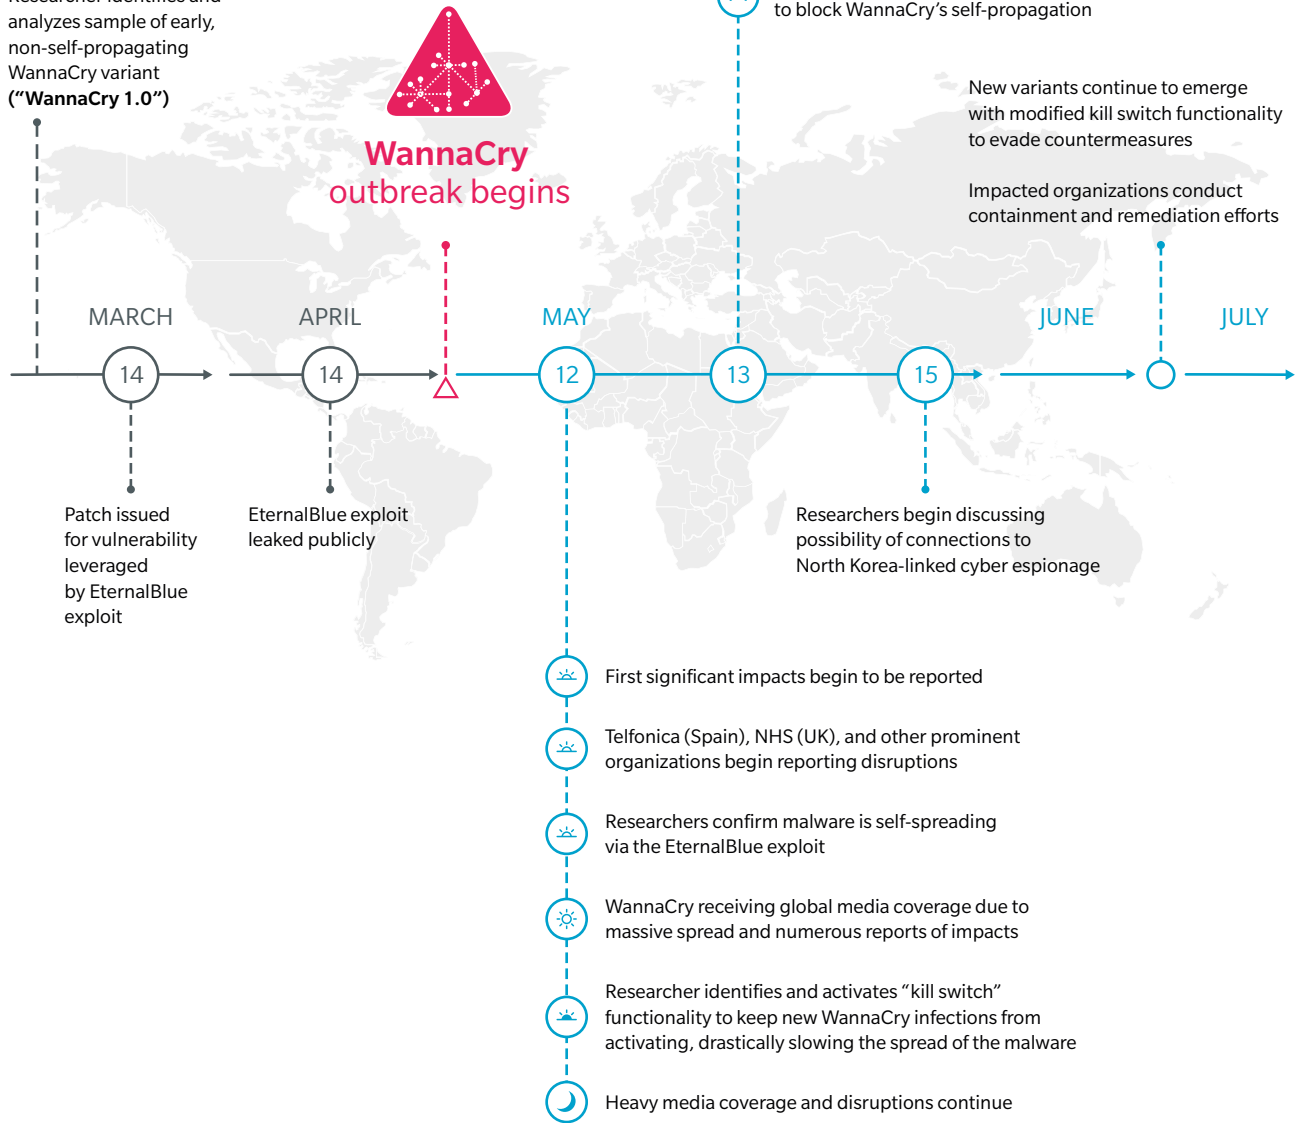 Researcher identifies and
analyzes sample of early,
non-self-propagating
WannaCry variant
(“WannaCry 1.0”)
WannaCry
outbreak begins
to block WannaCry’s self-propagation
New variants continue to emerge
with modified kill switch functionality
to evade countermeasures
Impacted organizations conduct
containment and remediation efforts
MARCH
APRIL
MAY
JUNE
JULY
14
14
12
13
15
Patch issued
for vulnerability
leveraged
by EternalBlue
exploit
EternalBlue exploit
leaked publicly
Researchers begin discussing
possibility of connections to
North Korea-linked cyber espionage
First significant impacts begin to be reported
Telfonica (Spain), NHS (UK), and other prominent
organizations begin reporting disruptions
Researchers confirm malware is self-spreading
via the EternalBlue exploit
WannaCry receiving global media coverage due to
massive spread and numerous reports of impacts
Researcher identifies and activates “kill switch”
functionality to keep new WannaCry infections from
activating, drastically slowing the spread of the malware
Heavy media coverage and disruptions continue